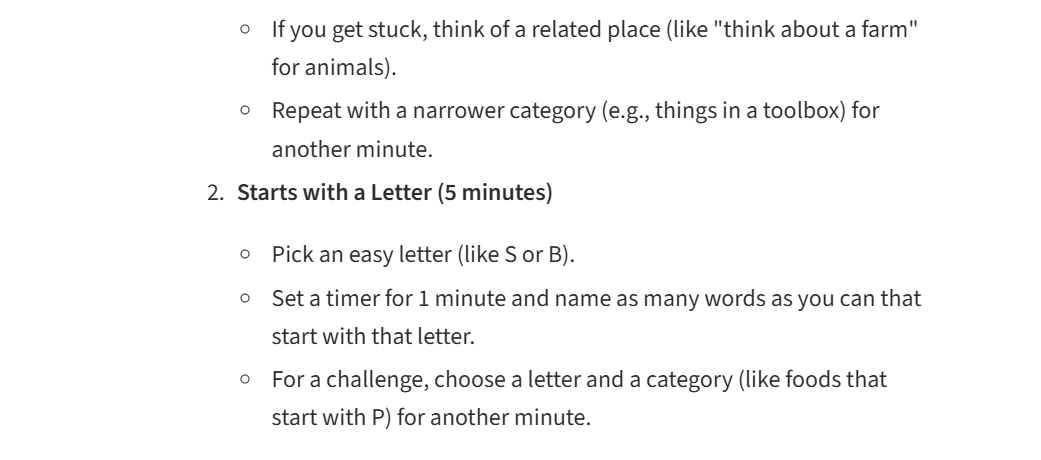 ◦ If you get stuck, think of a related place (like "think about a farm"
for animals).
◦ Repeat with a narrower category (e.g., things in a toolbox) for
another minute.
2. Starts with a Letter (5 minutes)
◦ Pick an easy letter (like S or B).
◦ Set a timer for 1 minute and name as many words as you can that
start with that letter.
◦ For a challenge, choose a letter and a category (like foods that
start with P) for another minute.